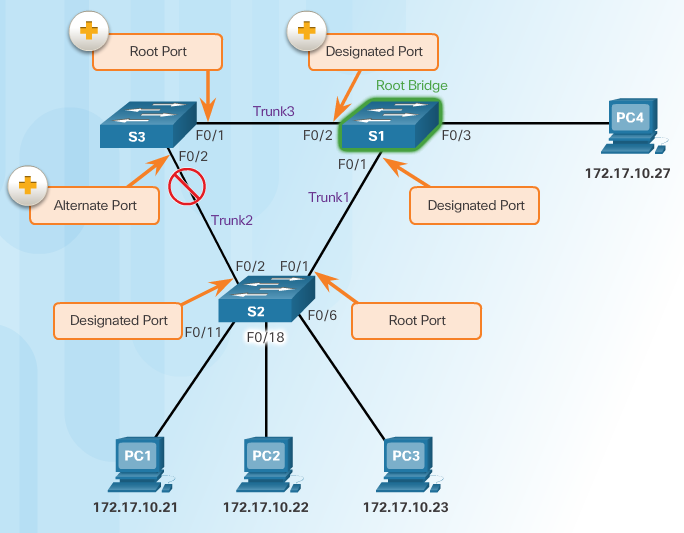 Root Port
Designated Port
Root Bridge
Trunk3
S3
F0/1
F0/2
S1
F0/3
PC4
F0/2
F0/1
172.17.10.27
Alternate Port
Trunk1
Designated Port
Trunk2
F0/2
F0/1
S2
Designated Port
F0/6
Root Port
F0/11
F0/18
PC1
PC2
PC3
172.17.10.21
172.17.10.22
172.17.10.23